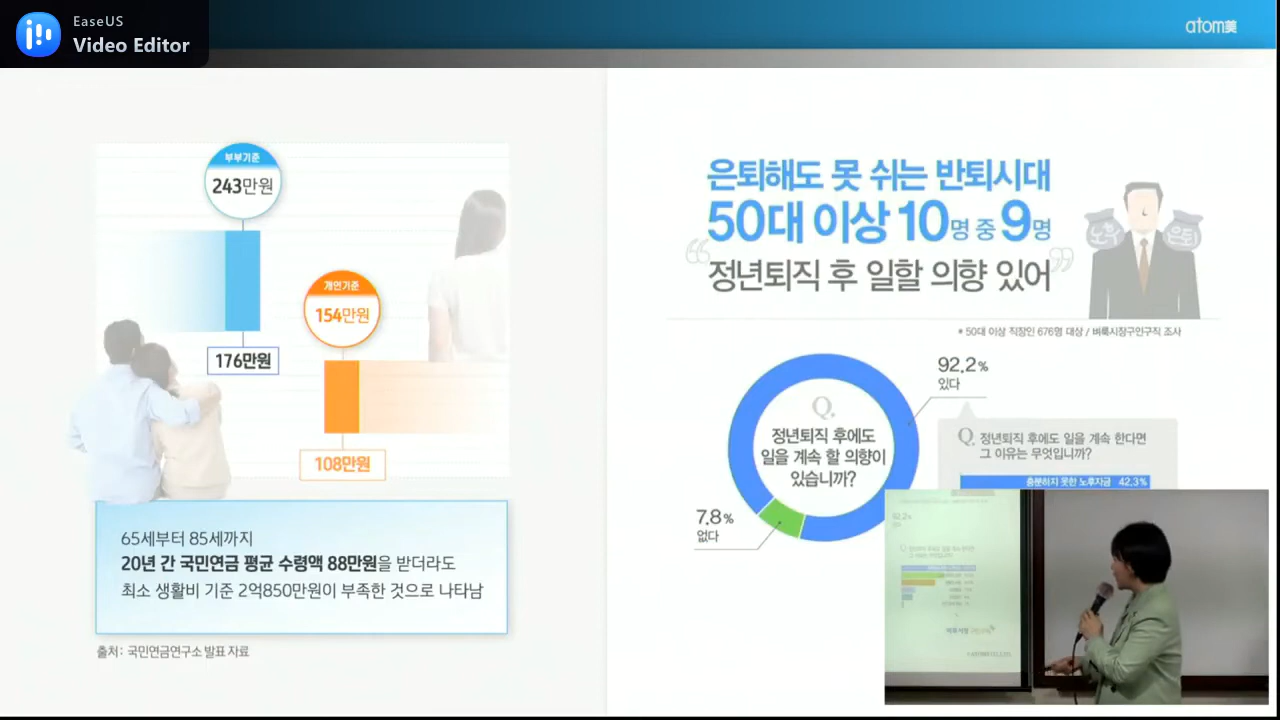 EaseUS
Video Editor
atom美
부부기준
243만원
176만원
개인기준
154만원
108만원
65세부터 85세까지
20년 간 국민연금 평균 수령액 88만원을 받더라도
최소 생활비 기준 2억850만원이 부족한 것으로 나타남
출처: 국민연금연구소 발표 자료
은퇴해도 못 쉬는 반퇴시대
50대 이상 10명 중 9명
“정년퇴직 후 일할 의향 있어”
노후
은퇴
* 50대 이상 직장인 676명 대상 / 벼룩시장구인구직 조사
92.2%
있다
Q.
정년퇴직 후에도
일을 계속 할 의향이
있습니까?
7.8%
없다
Q. 정년퇴직 후에도 일을 계속 한다면
그 이유는 무엇입니까?
충분하지 못한 노후자금 42.3%